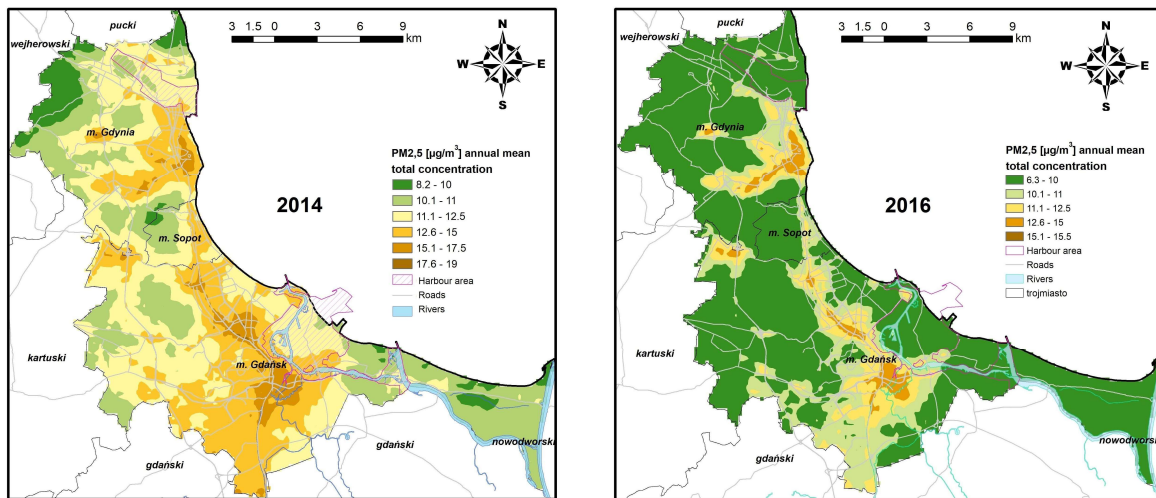 pucki
wejherowski
3 1.5 0 3 6 9
km
N
W E
S
m. Gdynia
2014
PM2,5 [µg/m³] annual mean
total concentration
8.2 - 10
10.1 - 11
11.1 - 12.5
12.6 - 15
15.1 - 17.5
17.6 - 19
Harbour area
Roads
Rivers
m. Sopot
kartuski
m. Gdańsk
gdański
nowodworski
gdański
pucki
wejherowski
3 1.5 0 3 6 9
km
N
W E
S
m. Gdynia
2016
PM2,5 [µg/m³] annual mean
total concentration
6.3 - 10
10.1 - 11
11.1 - 12.5
12.6 - 15
15.1 - 15.5
Harbour area
Roads
Rivers
trojmiasto
m. Sopot
kartuski
m. Gdańsk
gdański
nowodworski
gdański